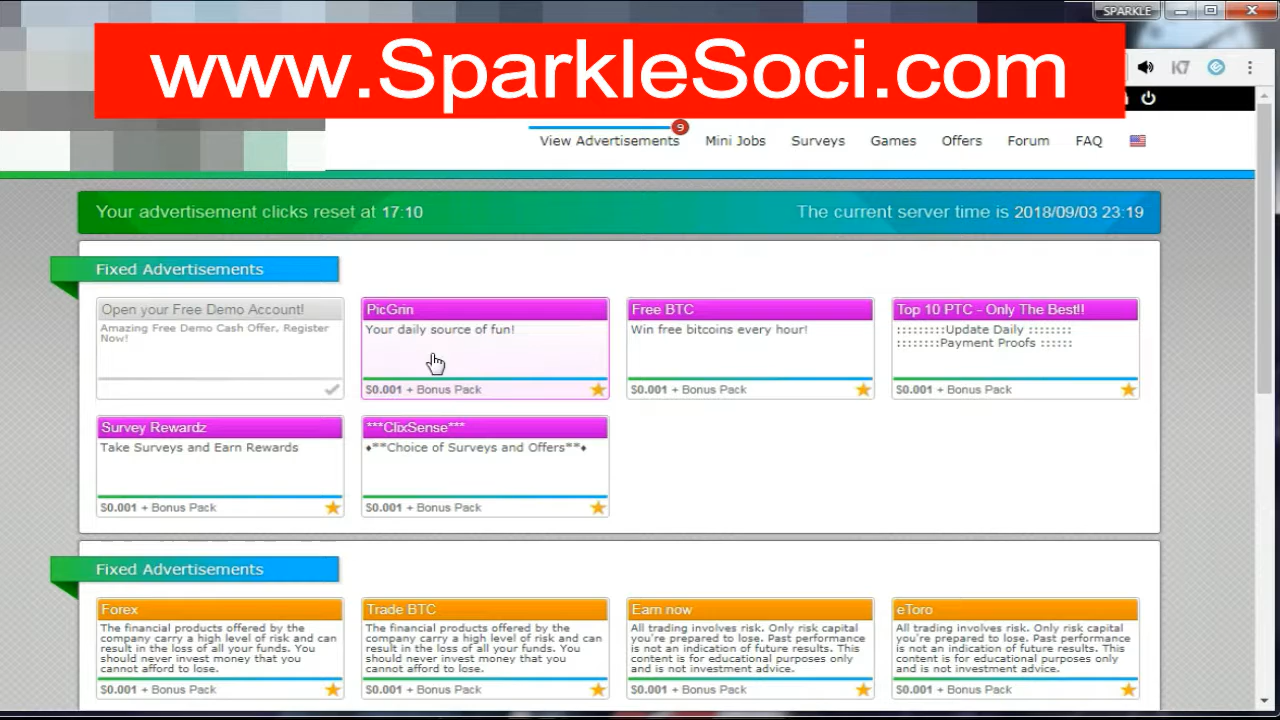 SPARKLE
www.SparkleSoci.com
K7
9
View Advertisements Mini Jobs Surveys Games Offers Forum FAQ
Your advertisement clicks reset at 17:10
The current server time is 2018/09/03 23:19
Fixed Advertisements
Open your Free Demo Account!
Amazing Free Demo Cash Offer, Register
Now!
PicGrin
Your daily source of fun!
$0.001 + Bonus Pack
Free BTC
Win free bitcoins every hour!
$0.001 + Bonus Pack
Top 10 PTC - Only The Best!!
:::::::::Update Daily ::::::::
::::::::Payment Proofs ::::::
$0.001 + Bonus Pack
Survey Rewardz
Take Surveys and Earn Rewards
$0.001 + Bonus Pack
***ClixSense***
♦**Choice of Surveys and Offers**♦
$0.001 + Bonus Pack
Fixed Advertisements
Forex
The financial products offered by the
company carry a high level of risk and can
result in the loss of all your funds. You
should never invest money that you
cannot afford to lose.
$0.001 + Bonus Pack
Trade BTC
The financial products offered by the
company carry a high level of risk and can
result in the loss of all your funds. You
should never invest money that you
cannot afford to lose.
$0.001 + Bonus Pack
Earn now
All trading involves risk. Only risk capital
you're prepared to lose. Past performance
is not an indication of future results. This
content is for educational purposes only
and is not investment advice.
$0.001 + Bonus Pack
eToro
All trading involves risk. Only risk capital
you're prepared to lose. Past performance
is not an indication of future results. This
content is for educational purposes only
and is not investment advice.
$0.001 + Bonus Pack